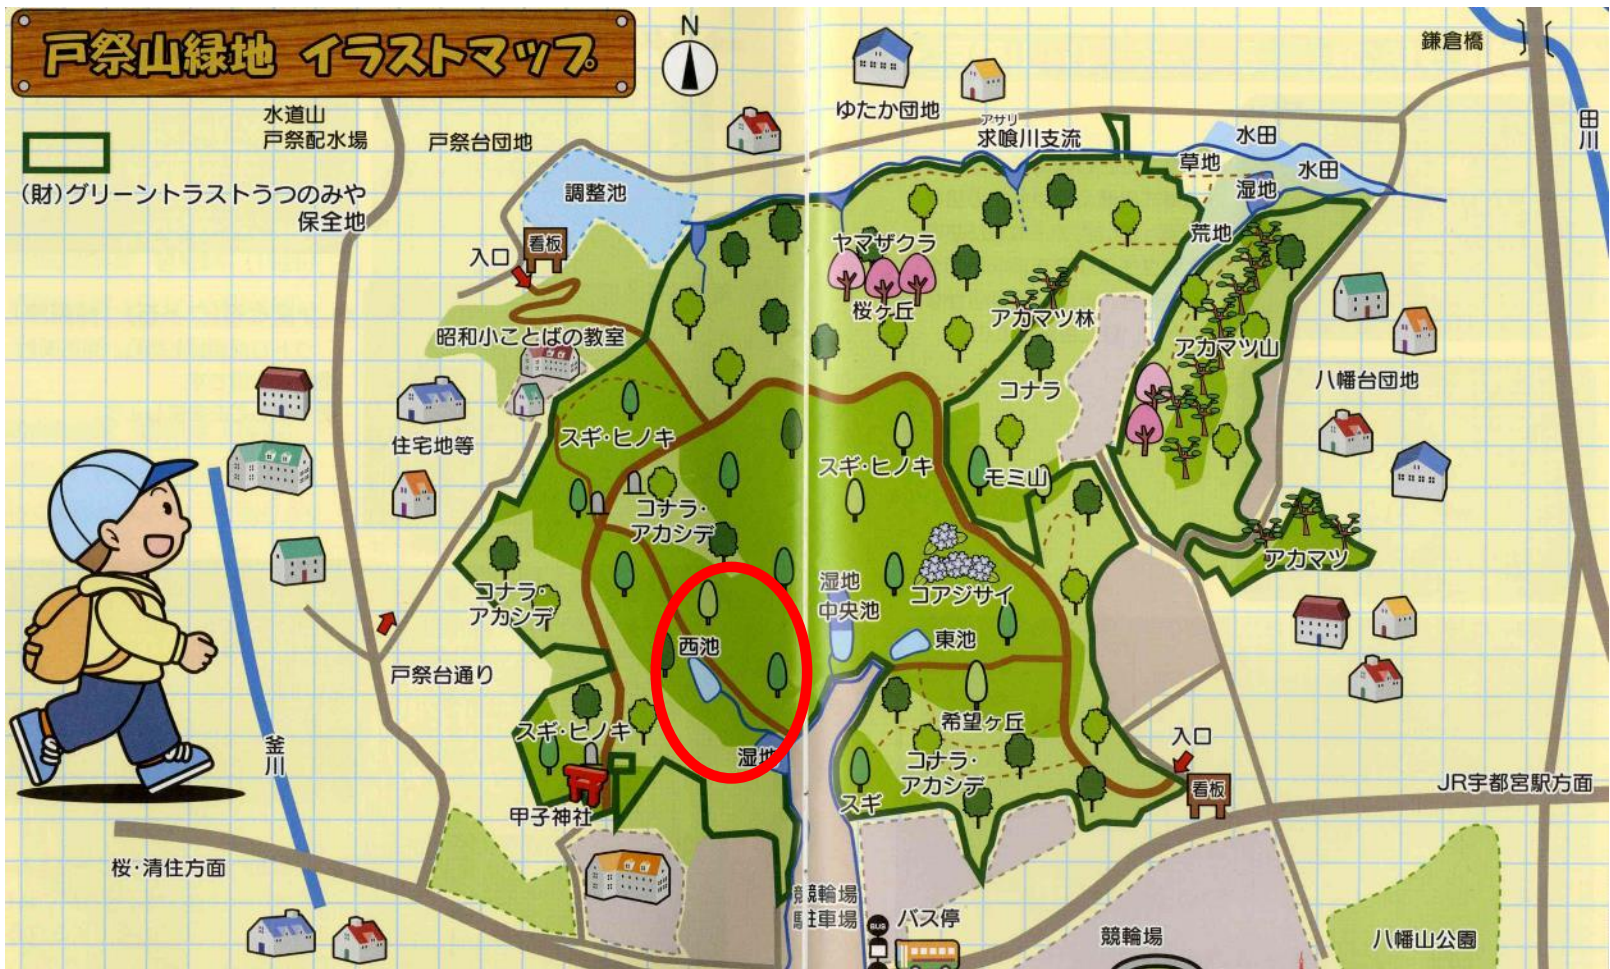 戸祭山緑地 イラストマップ
N
鎌倉橋
田川
水道山
戸祭配水場
戸祭台団地
ゆたか団地
アサリ
求喰川支流
水田
草地
水田
湿地
荒地
(財)グリーントラストうつのみや
保全地
調整池
看板
入口
ヤマザクラ
桜ヶ丘
アカマツ林
アカマツ山
昭和小ことばの教室
コナラ
八幡台団地
住宅地等
スギ・ヒノキ
スギ・ヒノキ
モミ山
コナラ・
アカシデ
アカマツ
コナラ・
アカシデ
湿地
中央池
コアジサイ
西池
東池
戸祭台通り
スギ・ヒノキ
希望ヶ丘
湿地
コナラ・
アカシデ
スギ
入口
看板
釜川
甲子神社
JR宇都宮駅方面
桜・清住方面
競輪場
駐車場
BUS
バス停
競輪場
八幡山公園